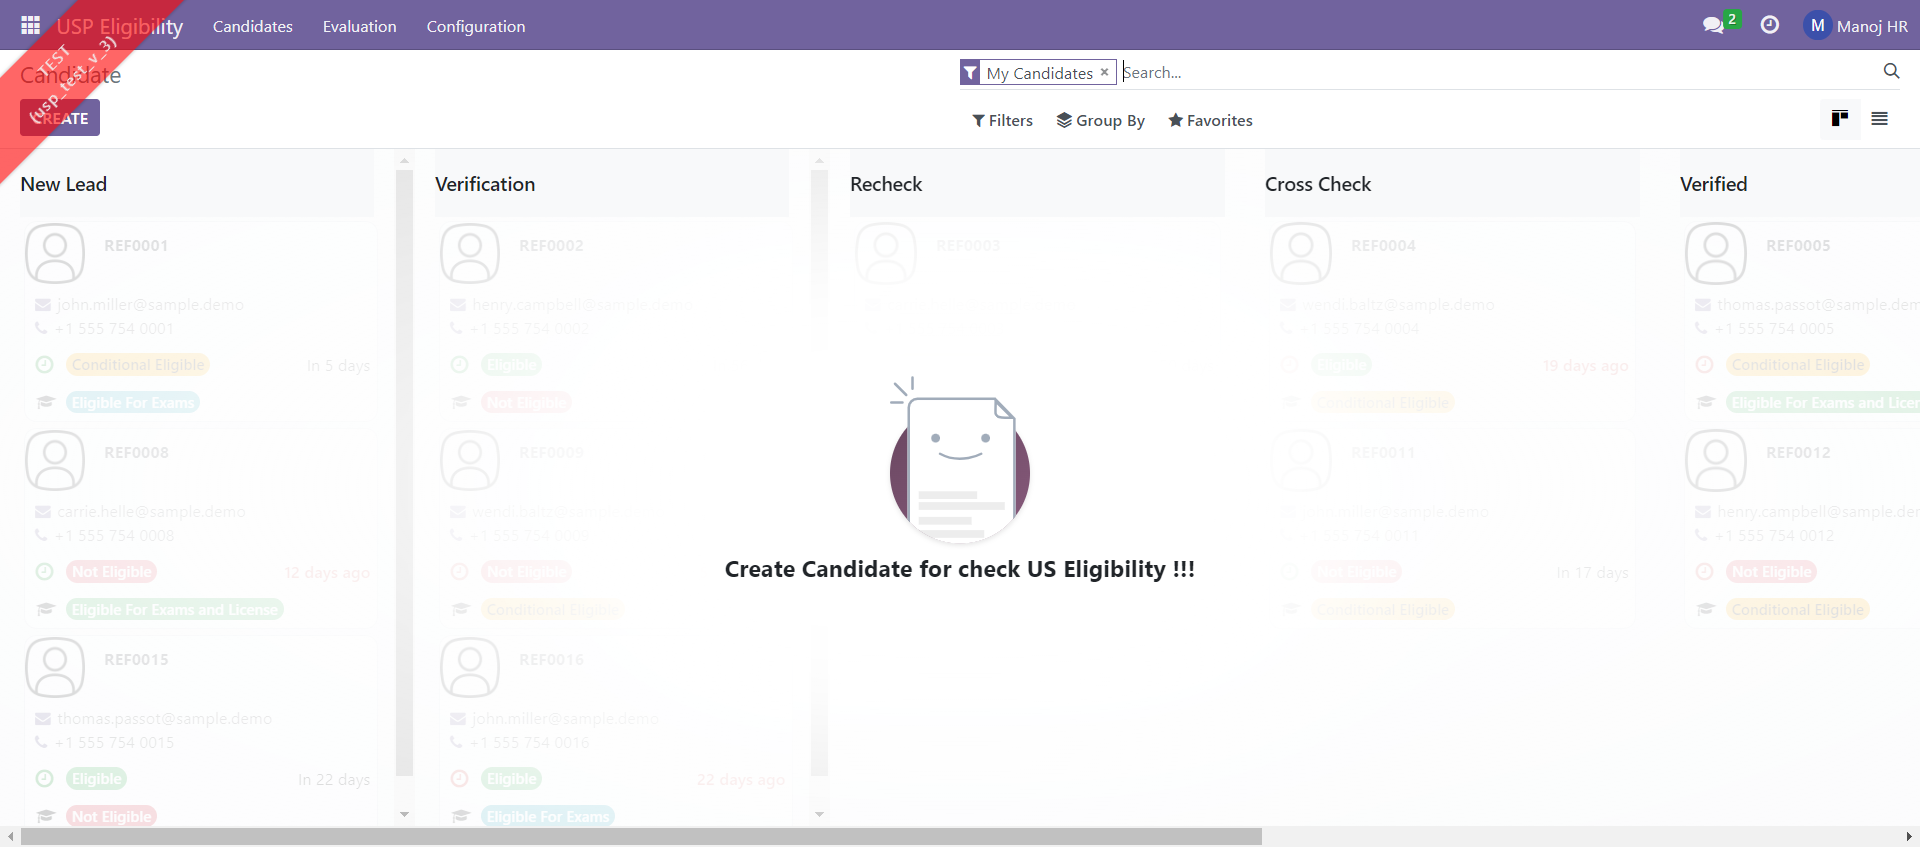 USP Eligibility
Candidates
Evaluation
Configuration
2
M
Manoj HR
TEST
(usp_test_v_3)
Candidate
My Candidates ×
Search...
CREATE
Filters
Group By
Favorites
New Lead
Verification
Recheck
Cross Check
Verified
REF0001
john.miller@sample.demo
+1 555 754 0001
Conditional Eligible
In 5 days
Eligible For Exams
REF0008
carrie.helle@sample.demo
+1 555 754 0008
Not Eligible
12 days ago
Eligible For Exams and License
REF0015
thomas.passot@sample.demo
+1 555 754 0015
Eligible
In 22 days
Not Eligible
REF0002
henry.campbell@sample.demo
+1 555 754 0002
Eligible
Not Eligible
REF0009
+1 555 754 0009
Not Eligible
Conditional Eligible
REF0016
john.miller@sample.demo
+1 555 754 0016
Eligible
22 days ago
Eligible For Exams
REF0003
REF0004
wendi.baltz@sample.demo
+1 555 754 0004
Eligible
19 days ago
Conditional Eligible
REF0011
+1 555 754 0011
Not Eligible
In 17 days
Conditional Eligible
REF0005
thomas.passot@sample.dem
+1 555 754 0005
Conditional Eligible
Eligible For Exams and Licen
REF0012
henry.campbell@sample.der
+1 555 754 0012
Not Eligible
Conditional Eligible
Create Candidate for check US Eligibility !!!